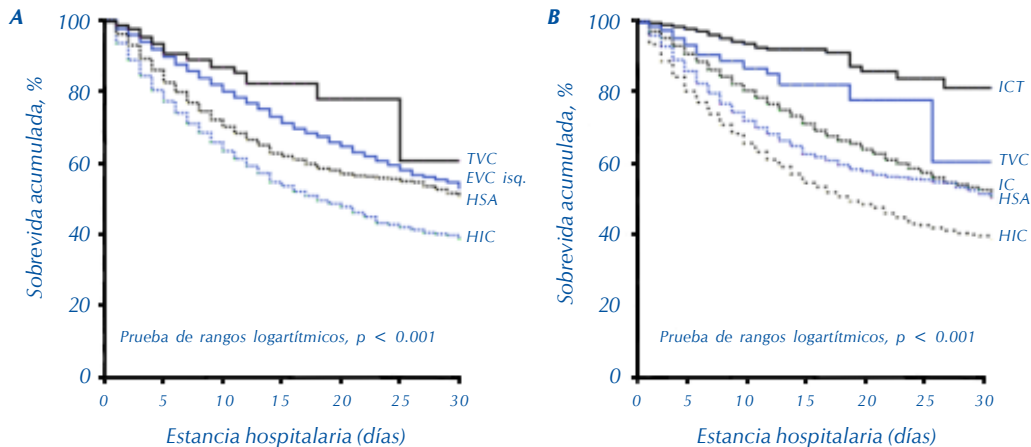 A
Sobrevida acumulada, %
100
80
60
40
20
0
TVC
EVC isq.
HSA
HIC
Prueba de rangos logartítmicos, p < 0.001
0 5 10 15 20 25 30
Estancia hospitalaria (días)
B
Sobrevida acumulada, %
100
80
60
40
20
0
ICT
TVC
IC
HSA
HIC
Prueba de rangos logartítmicos, p < 0.001
0 5 10 15 20 25 30
Estancia hospitalaria (días)